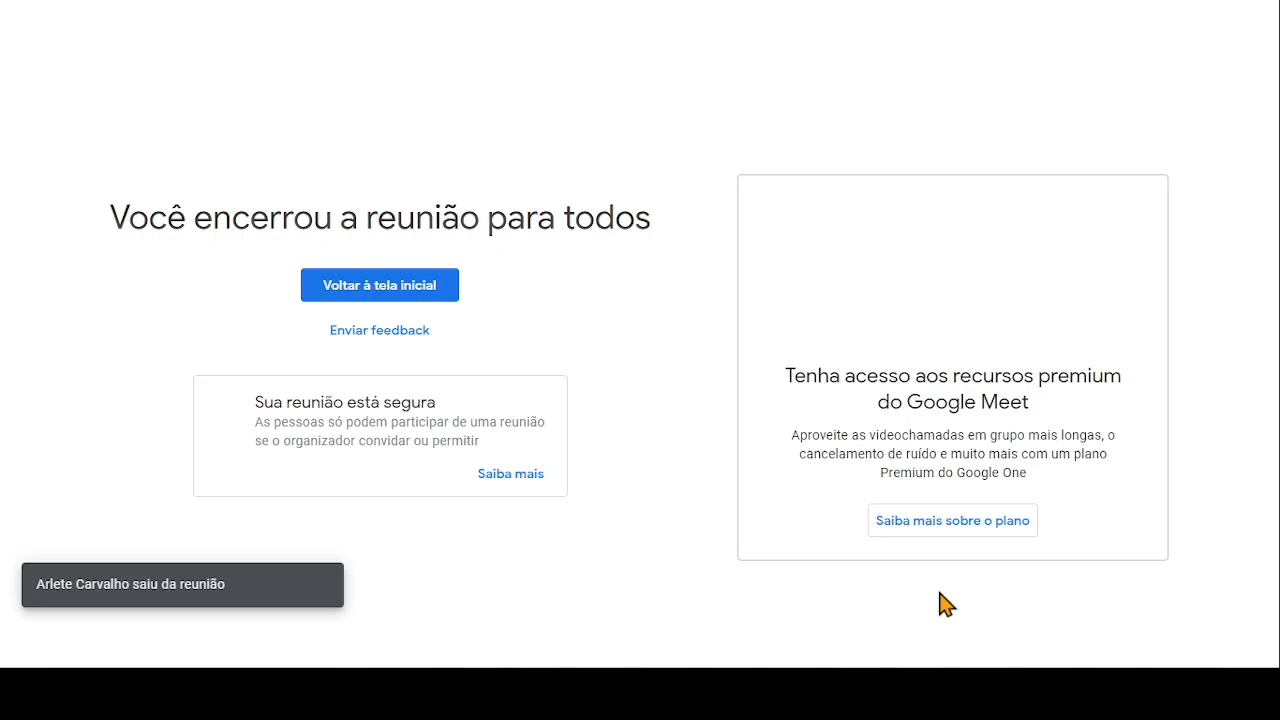 Você encerrou a reunião para todos
Voltar à tela inicial
Enviar feedback
Sua reunião está segura
As pessoas só podem participar de uma reunião
se o organizador convidar ou permitir
Saiba mais
Tenha acesso aos recursos premium
do Google Meet
Aproveite as videochamadas em grupo mais longas, o
cancelamento de ruído e muito mais com um plano
Premium do Google One
Saiba mais sobre o plano
Arlete Carvalho saiu da reunião